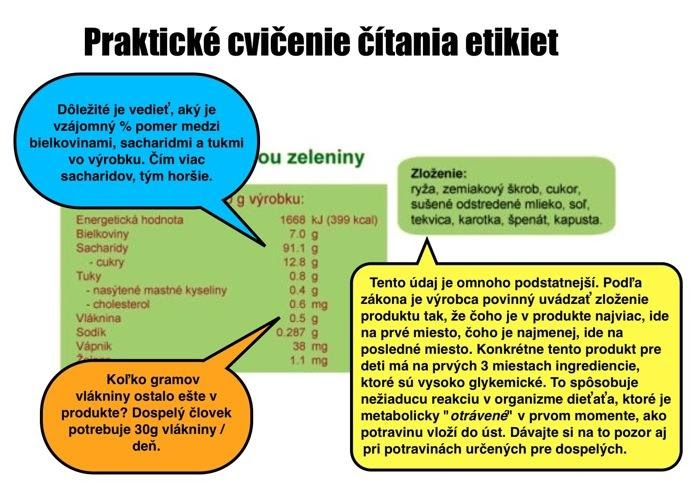 Praktické cvičenie čítania etikiet
Dôležité je vedieť, aký je
vzájomný % pomer medzi
bielkovinami, sacharidmi a tukmi
vo výrobku. Čím viac
sacharidov, tým horšie.
ou zeleniny
g výrobku:
Energetická hodnota 1668 kJ (399 kcal)
Bielkoviny 7.0 g
Sacharidy 91.1 g
- cukry 12.8 g
Tuky 0.8 g
- nasýtené mastné kyseliny 0.4 g
- cholesterol 0.6 mg
Vláknina 0.5 g
Sodík 0.287 g
Vápnik 38 mg
1.1 mg
Zloženie:
ryža, zemiakový škrob, cukor,
sušené odstredené mlieko, soľ,
tekvica, karotka, špenát, kapusta.
Tento údaj je omnoho podstatnejší. Podľa
zákona je výrobca povinný uvádzať zloženie
produktu tak, že čoho je v produkte najviac, ide
na prvé miesto, čoho je najmenej, ide na
posledné miesto. Konkrétne tento produkt pre
deti má na prvých 3 miestach ingrediencie,
ktoré sú vysoko glykemické. To spôsobuje
nežiaducu reakciu v organizme dieťaťa, ktoré je
metabolicky "otrávené" v prvom momente, ako
potravinu vloží do úst. Dávajte si na to pozor aj
pri potravinách určených pre dospelých.
Koľko gramov
vlákniny ostalo ešte v
produkte? Dospelý človek
potrebuje 30g vlákniny /
deň.